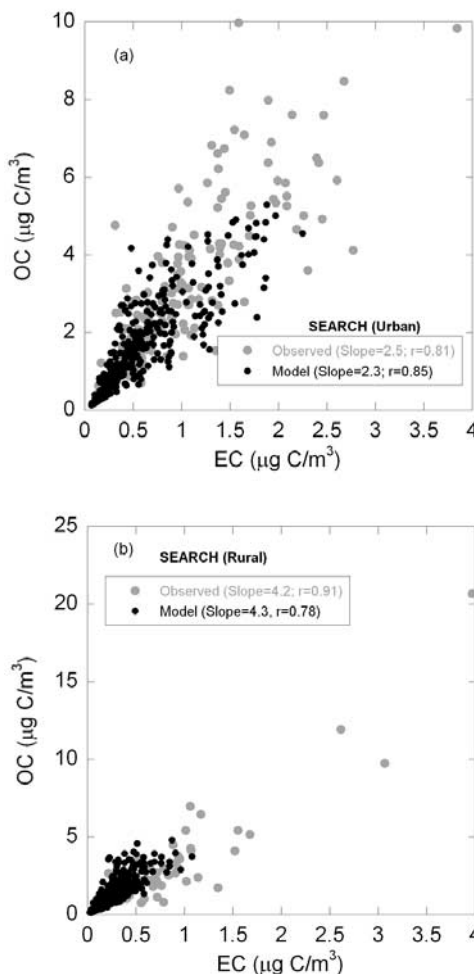 (a)
10
8
6
4
2
0
OC (μg C/m³)
SEARCH (Urban)
Observed (Slope=2.5; r=0.81)
Model (Slope=2.3; r=0.85)
0 0.5 1 1.5 2 2.5 3 3.5 4
EC (μg C/m³)
(b)
SEARCH (Rural)
Observed (Slope=4.2; r=0.91)
Model (Slope=4.3, r=0.78)
25
20
15
10
5
0
OC (μg C/m³)
0 0.5 1 1.5 2 2.5 3 3.5 4
EC (μg C/m³)